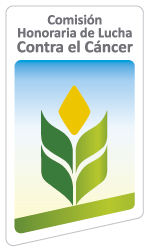 Comisión
Honoraria de Lucha
Contra el Cáncer